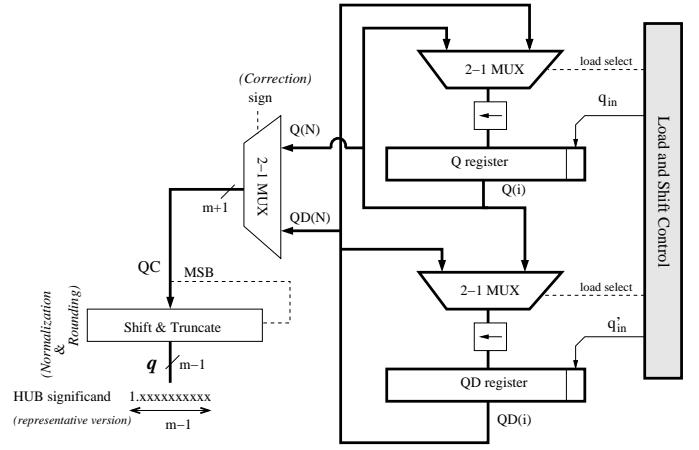 2−1 MUX
load select
(Correction)
sign
q in
Q(N)
2−1 MUX
Q register
Load and Shift Control
Q(i)
m+1
QD(N)
QC
MSB
2−1 MUX
load select
(Normalization
&
Rounding)
Shift & Truncate
q' in
q
m−1
QD register
HUB significand
1.xxxxxxxxxx
(representative version)
m−1
QD(i)